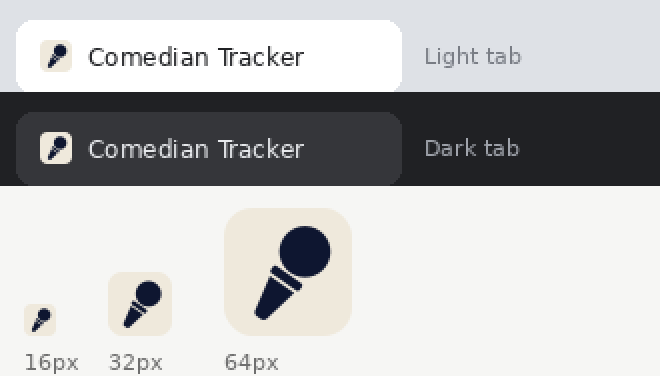 Comedian Tracker Light tab
Comedian Tracker Dark tab
16px 32px 64px